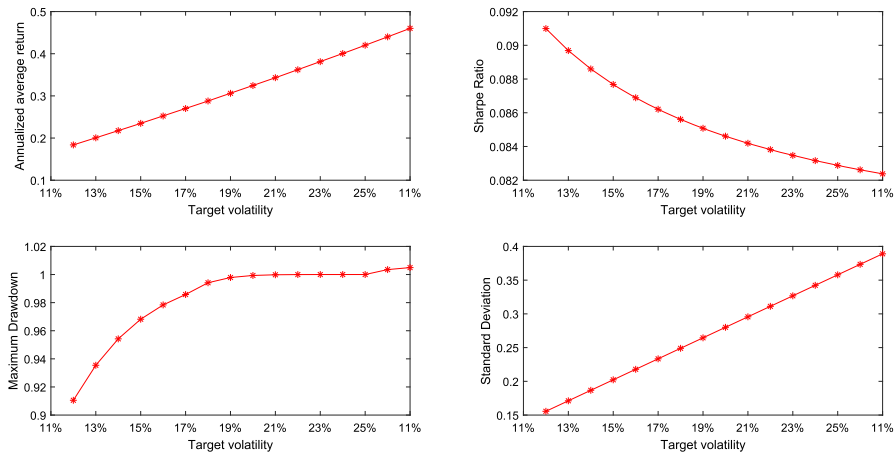 Annualized average return
0.5
0.4
0.3
0.2
0.1
11% 13% 15% 17% 19% 21% 23% 25% 11%
Target volatility
Sharpe Ratio
0.092
0.09
0.088
0.086
0.084
0.082
11% 13% 15% 17% 19% 21% 23% 25% 11%
Target volatility
Maximum Drawdown
1.02
1
0.98
0.96
0.94
0.92
0.9
11% 13% 15% 17% 19% 21% 23% 25% 11%
Target volatility
Standard Deviation
0.4
0.35
0.3
0.25
0.2
0.15
11% 13% 15% 17% 19% 21% 23% 25% 11%
Target volatility